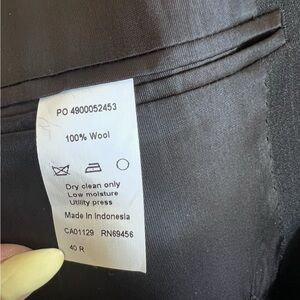 PO 4900052453
100% Wool
Dry clean only
Low moisture
Utility press
Made In Indonesia
CA01129 RN69456
40 R